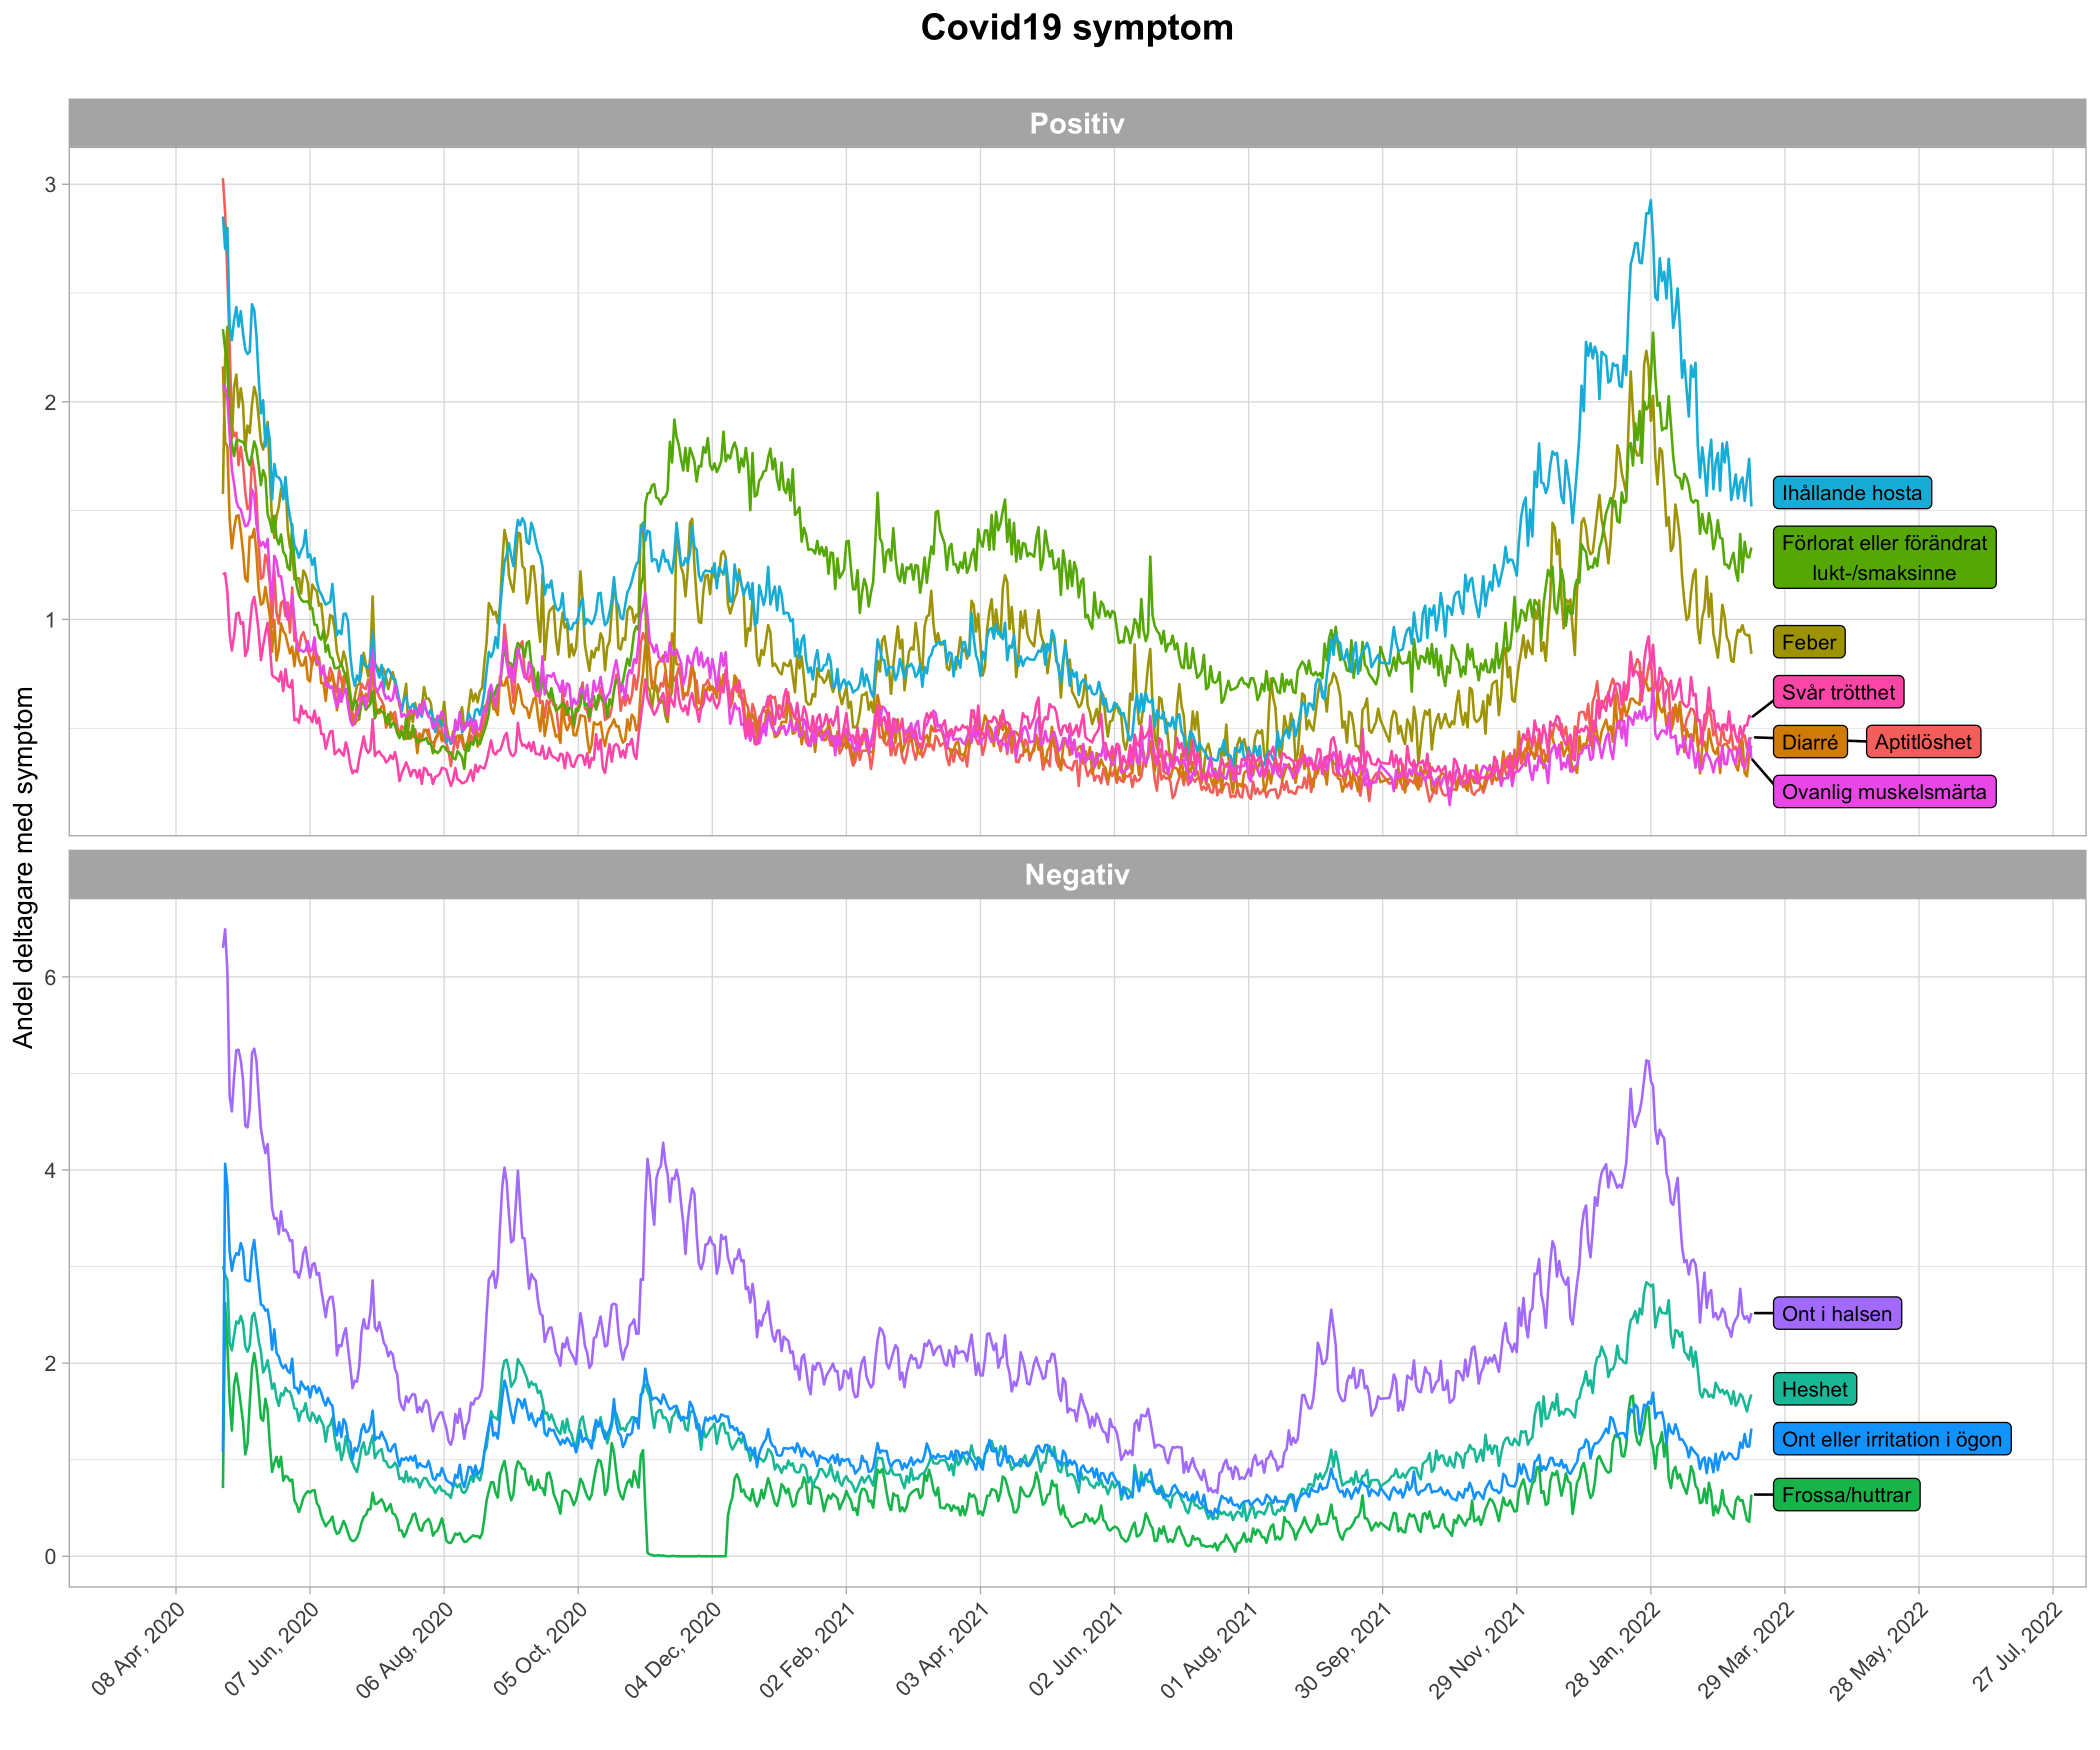 Covid19 symptom
Positiv
3
2
1
Ihållande hosta
Förlorat eller förändrat
lukt-/smaksinne
Feber
Svår trötthet
Diarré
Aptitlöshet
Ovanlig muskelsmärta
Andel deltagare med symptom
Negativ
6
4
2
0
Ont i halsen
Heshet
Ont eller irritation i ögon
Frossa/huttrar
08 Apr, 2020
07 Jun, 2020
06 Aug, 2020
05 Oct, 2020
04 Dec, 2020
02 Feb, 2021
03 Apr, 2021
02 Jun, 2021
01 Aug, 2021
30 Sep, 2021
29 Nov, 2021
28 Jan, 2022
29 Mar, 2022
28 May, 2022
27 Jul, 2022